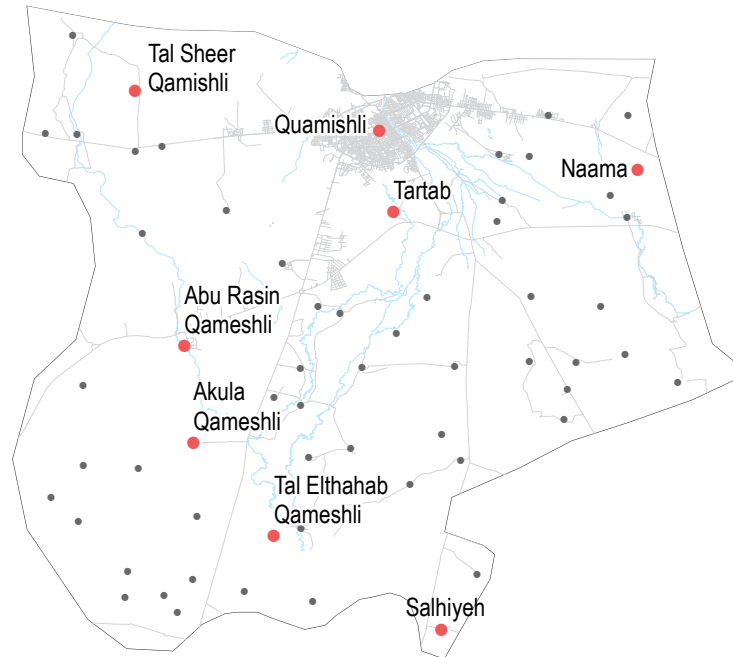 Tal Sheer
Qamishli
Quamishli
Naama
Tartab
Abu Rasin
Qameshli
Akula
Qameshli
Tal Elthahab
Qameshli
Salhiyeh